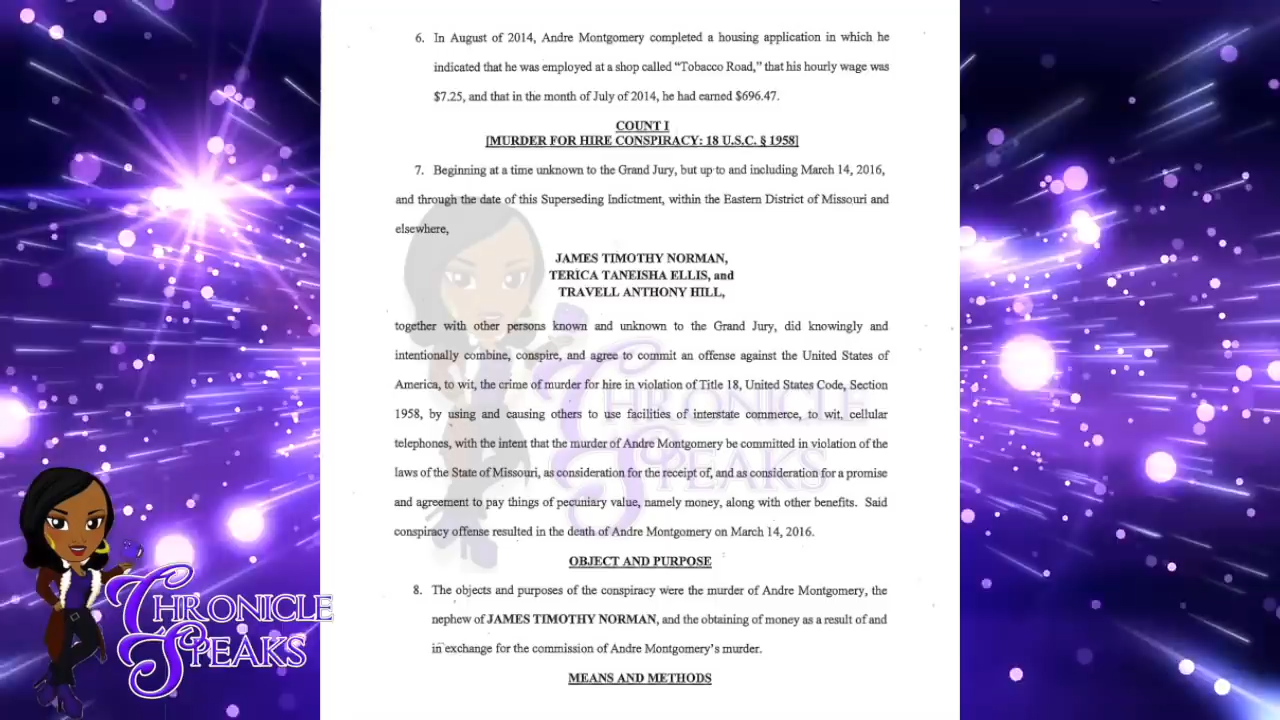 6. In August of 2014, Andre Montgomery completed a housing application in which he
indicated that he was employed at a shop called “Tobacco Road,” that his hourly wage was
$7.25, and that in the month of July of 2014, he had earned $696.47.
COUNT I
[MURDER FOR HIRE CONSPIRACY: 18 U.S.C. § 1958]
7. Beginning at a time unknown to the Grand Jury, but up to and including March 14, 2016,
and through the date of this Superseding Indictment, within the Eastern District of Missouri and
elsewhere,
JAMES TIMOTHY NORMAN,
TERICA TANEISHA ELLIS, and
TRAVELL ANTHONY HILL,
together with other persons known and unknown to the Grand Jury, did knowingly and
intentionally combine, conspire, and agree to commit an offense against the United States of
America, to wit, the crime of murder for hire in violation of Title 18, United States Code, Section
1958, by using and causing others to use facilities of interstate commerce, to wit, cellular
telephones, with the intent that the murder of Andre Montgomery be committed in violation of the
laws of the State of Missouri, as consideration for the receipt of, and as consideration for a promise
and agreement to pay things of pecuniary value, namely money, along with other benefits. Said
conspiracy offense resulted in the death of Andre Montgomery on March 14, 2016.
OBJECT AND PURPOSE
8. The objects and purposes of the conspiracy were the murder of Andre Montgomery, the
nephew of JAMES TIMOTHY NORMAN, and the obtaining of money as a result of and
in exchange for the commission of Andre Montgomery’s murder.
MEANS AND METHODS
CHRONICLE
SPEAKS
CHRONICLE
SPEAKS